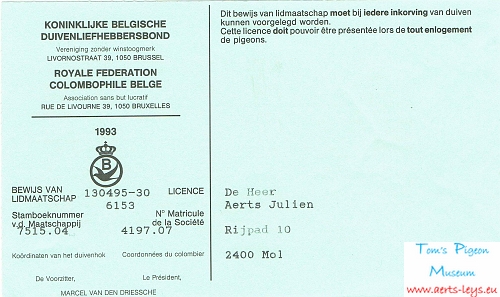 KONINKLIJKE BELGISCHE
DUIVENLIEFHEBBERSBOND
Vereniging zonder winstoogmerk
LIVORNOSTRAAT 39, 1050 BRUSSEL
ROYALE FEDERATION
COLOMBOPHILE BELGE
Association sans but lucratif
RUE DE LIVOURNE 39, 1050 BRUXELLES
1993
B
BEWIJS VAN
LIDMAATSCHAP
130495-30
LICENCE
6153
Stamboeknummer
v.d. Maatschappij
N° Matricule
de la Société
7515.04
4197.07
Koördinaten van het duivenhok
Coordonnées du colombier
De Voorzitter,
Le Président,
MARCEL VAN DEN DRIESSCHE
Dit bewijs van lidmaatschap moet bij iedere inkorving van duiven
kunnen voorgelegd worden.
Cette licence doit pouvoir être présentée lors de tout enlogement
de pigeons.
De Heer
Aerts Julien
Rijpad 10
2400 Mol
Tom's Pigeon
Museum
www.aerts-leys.eu